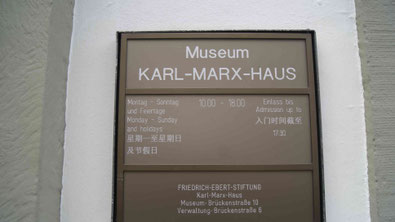 Museum
KARL-MARX-HAUS
Montag - Sonntag 10.00 - 18.00 Einlass bis
und Feiertage Admission up to
Monday - Sunday 入门时间截至
and holidays 17:30
星期一至星期日
及节假日
FRIEDRICH-EBERT-STIFTUNG
Karl-Marx-Haus
Museum: Brückenstraße 10
Verwaltung: Brückenstraße 5